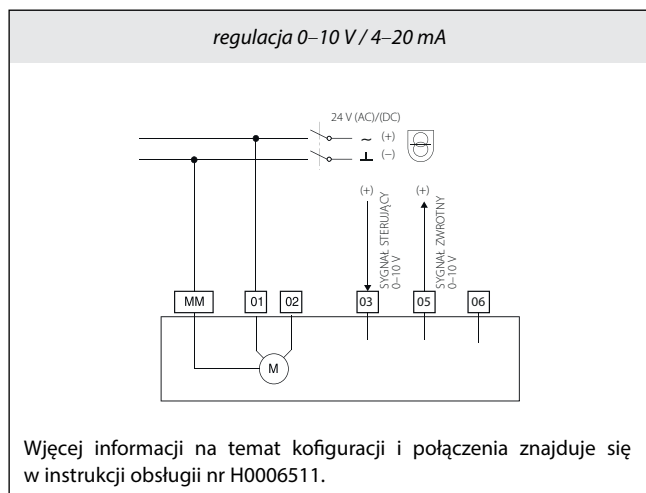 regulacja 0–10 V / 4–20 mA
24 V (AC)/(DC)
~ (+)
(−)
(+)
SYGNAŁ STERUJĄCY
0–10 V
(+)
SYGNAŁ ZWROTNY
0–10 V
MM
01
02
03
05
06
M
Wjęcej informacji na temat kofiguracji i połączenia znajduje się
w instrukcji obsługii nr H0006511.